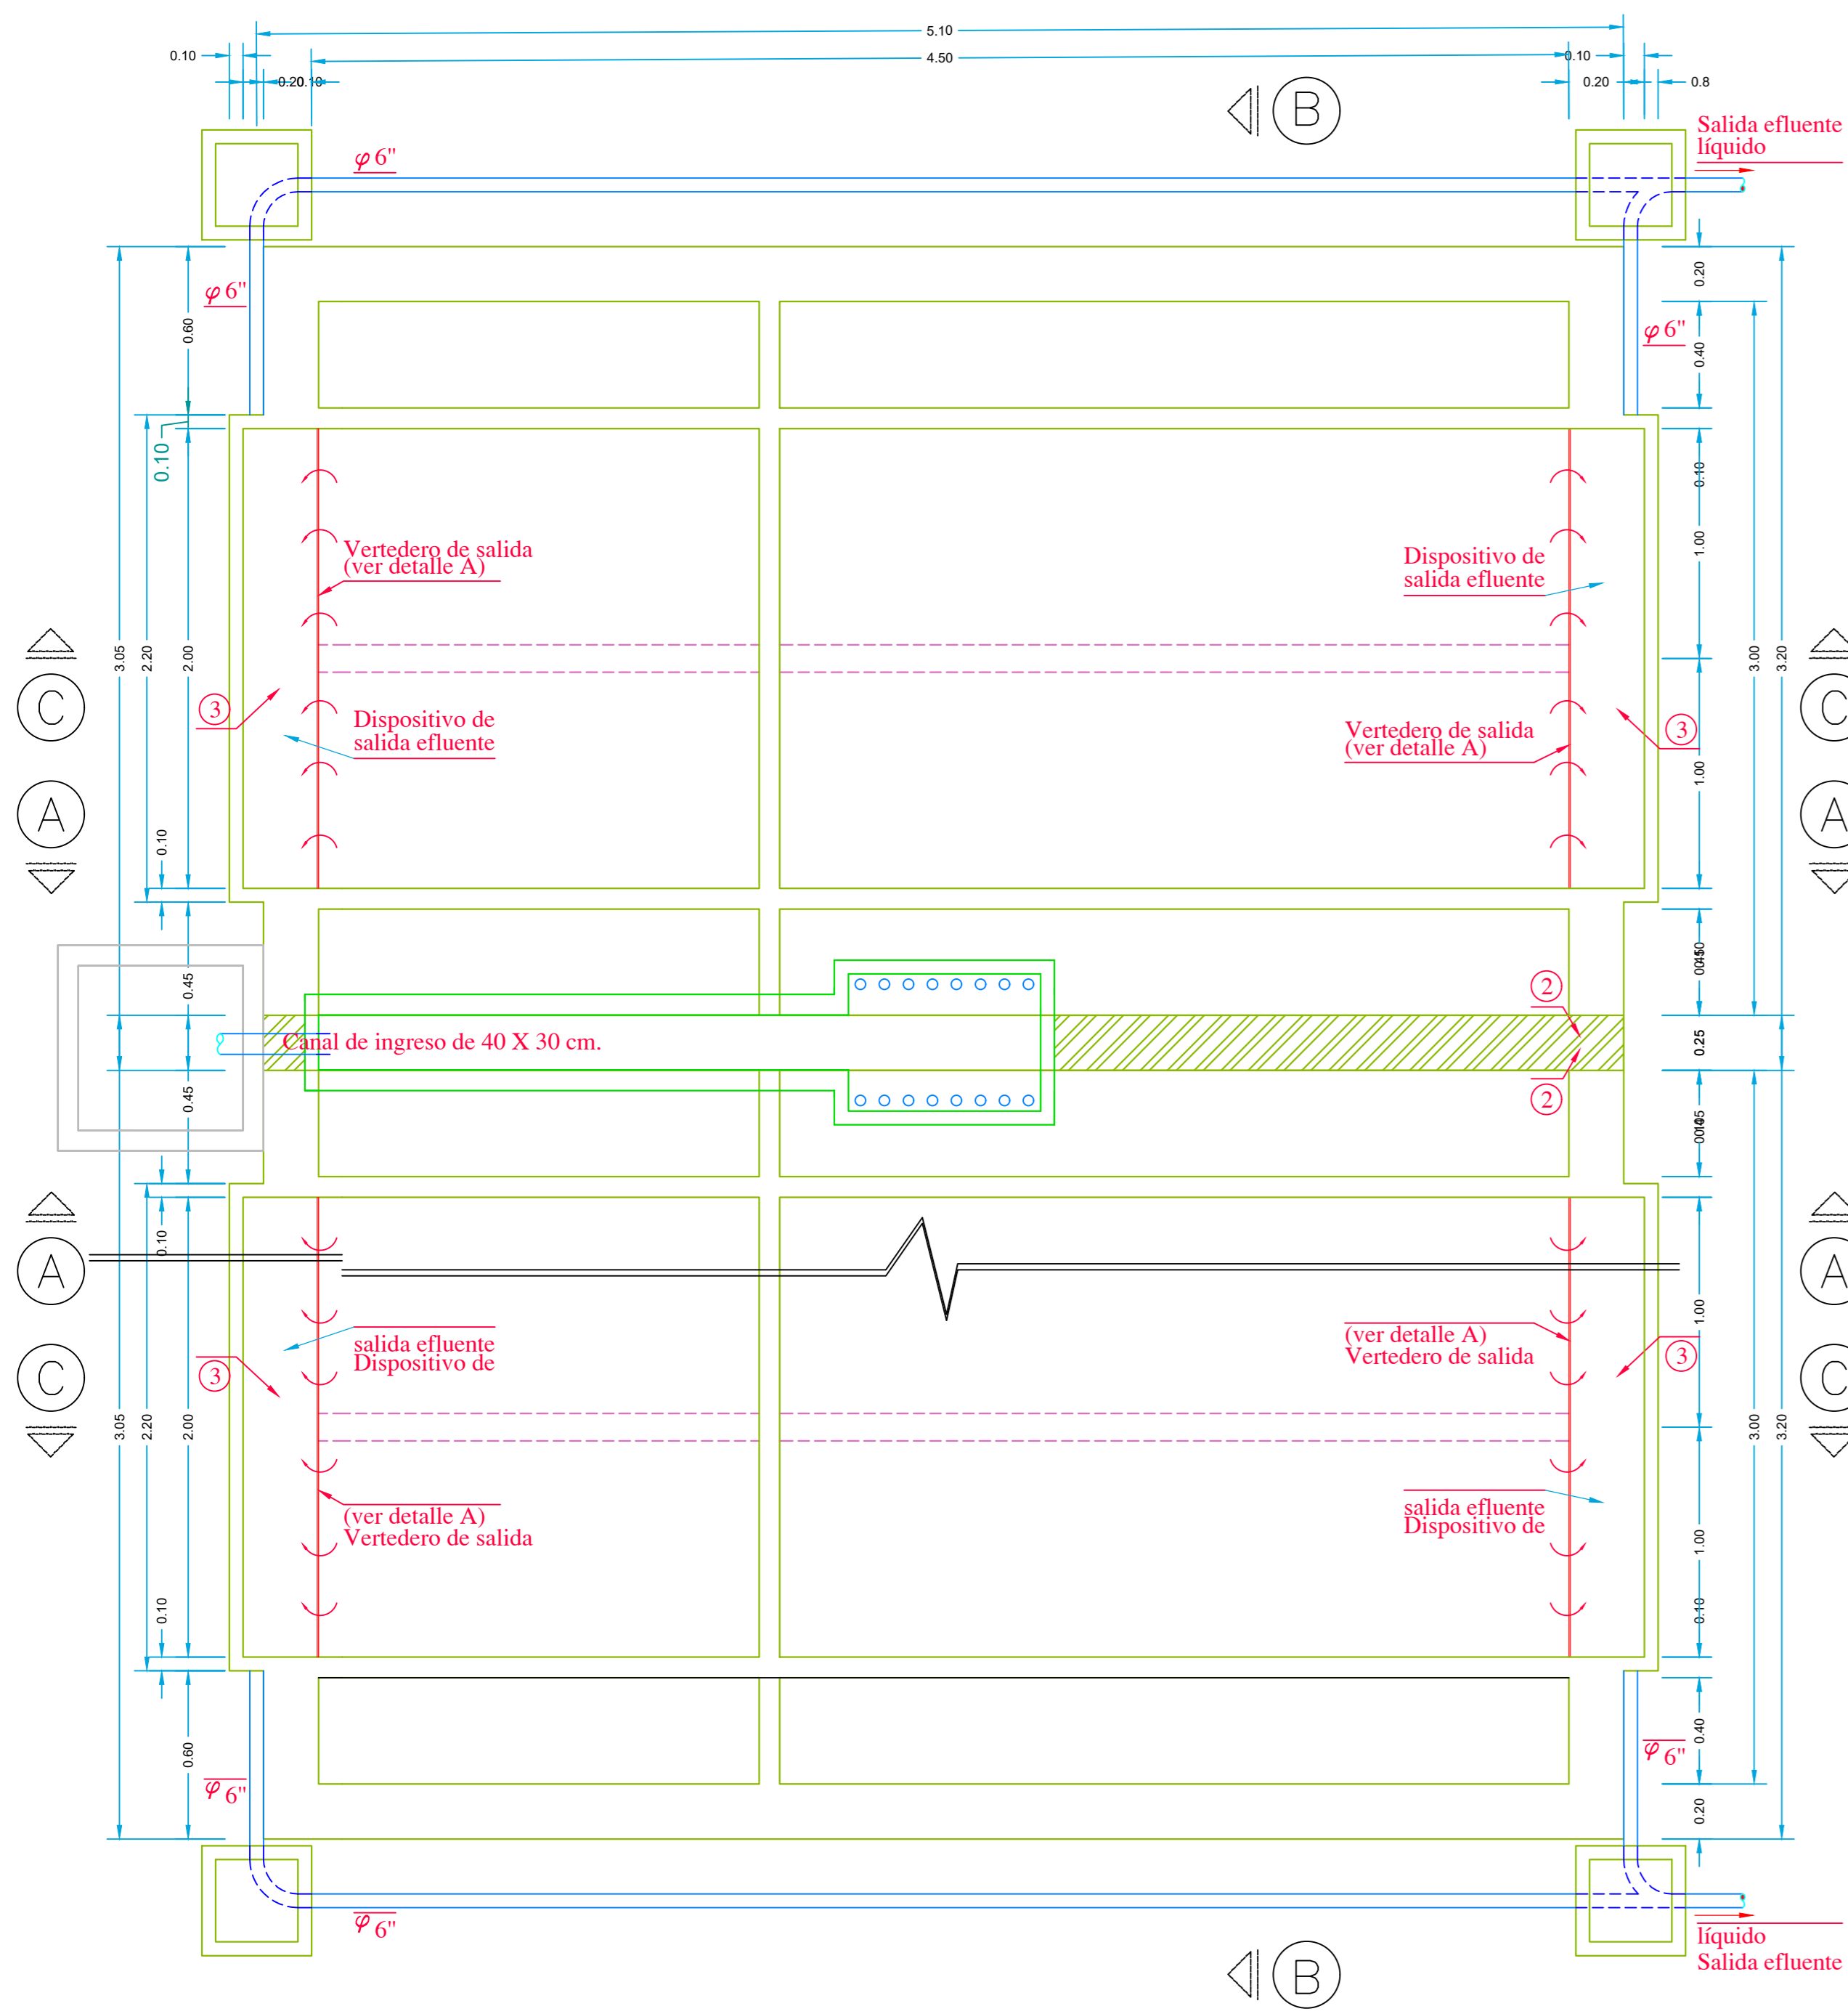 5.10
0.10
4.50
0.10
0.20
0.10
0.20
0.8
B
Salida efluente
líquido
φ 6"
φ 6"
φ 6"
0.20
0.60
0.40
0.10
0.10
Vertedero de salida
(ver detalle A)
Dispositivo de
salida efluente
1.00
3.05
2.20
2.00
3.00
3.20
C
C
3
Dispositivo de
salida efluente
Vertedero de salida
(ver detalle A)
3
1.00
A
A
0.10
0.45
2
Canal de ingreso de 40 X 30 cm.
0.25
0.45
2
0.10
A
A
1.00
salida efluente
Dispositivo de
(ver detalle A)
Vertedero de salida
3
3
C
C
3.05
2.20
2.00
3.00
3.20
(ver detalle A)
Vertedero de salida
salida efluente
Dispositivo de
1.00
0.10
0.10
0.60
0.40
φ 6"
φ 6"
0.20
φ 6"
líquido
Salida efluente
B